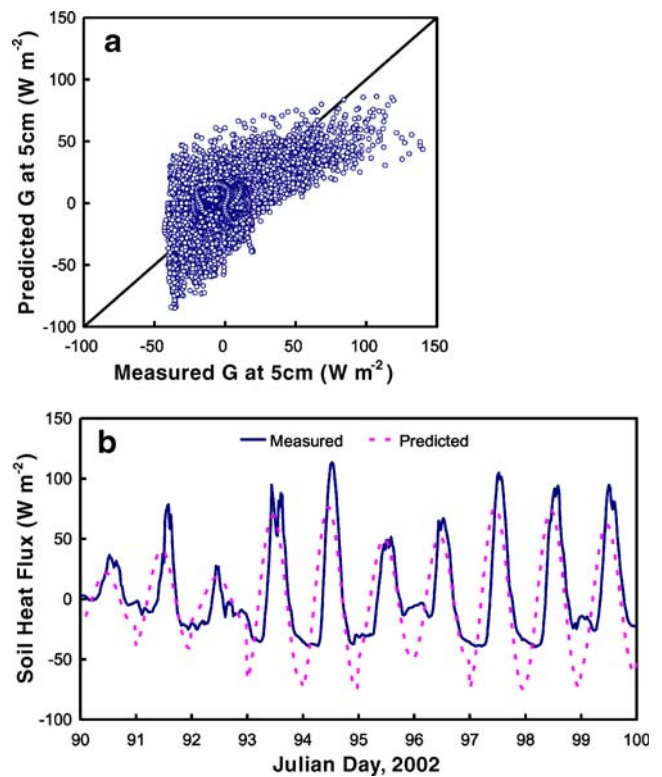 a
150
100
50
0
-50
-100
Predicted G at 5cm (W m⁻²)
-100 -50 0 50 100 150
Measured G at 5cm (W m⁻²)
b
Measured Predicted
150
100
50
0
-50
-100
Soil Heat Flux (W m⁻²)
90 91 92 93 94 95 96 97 98 99 100
Julian Day, 2002